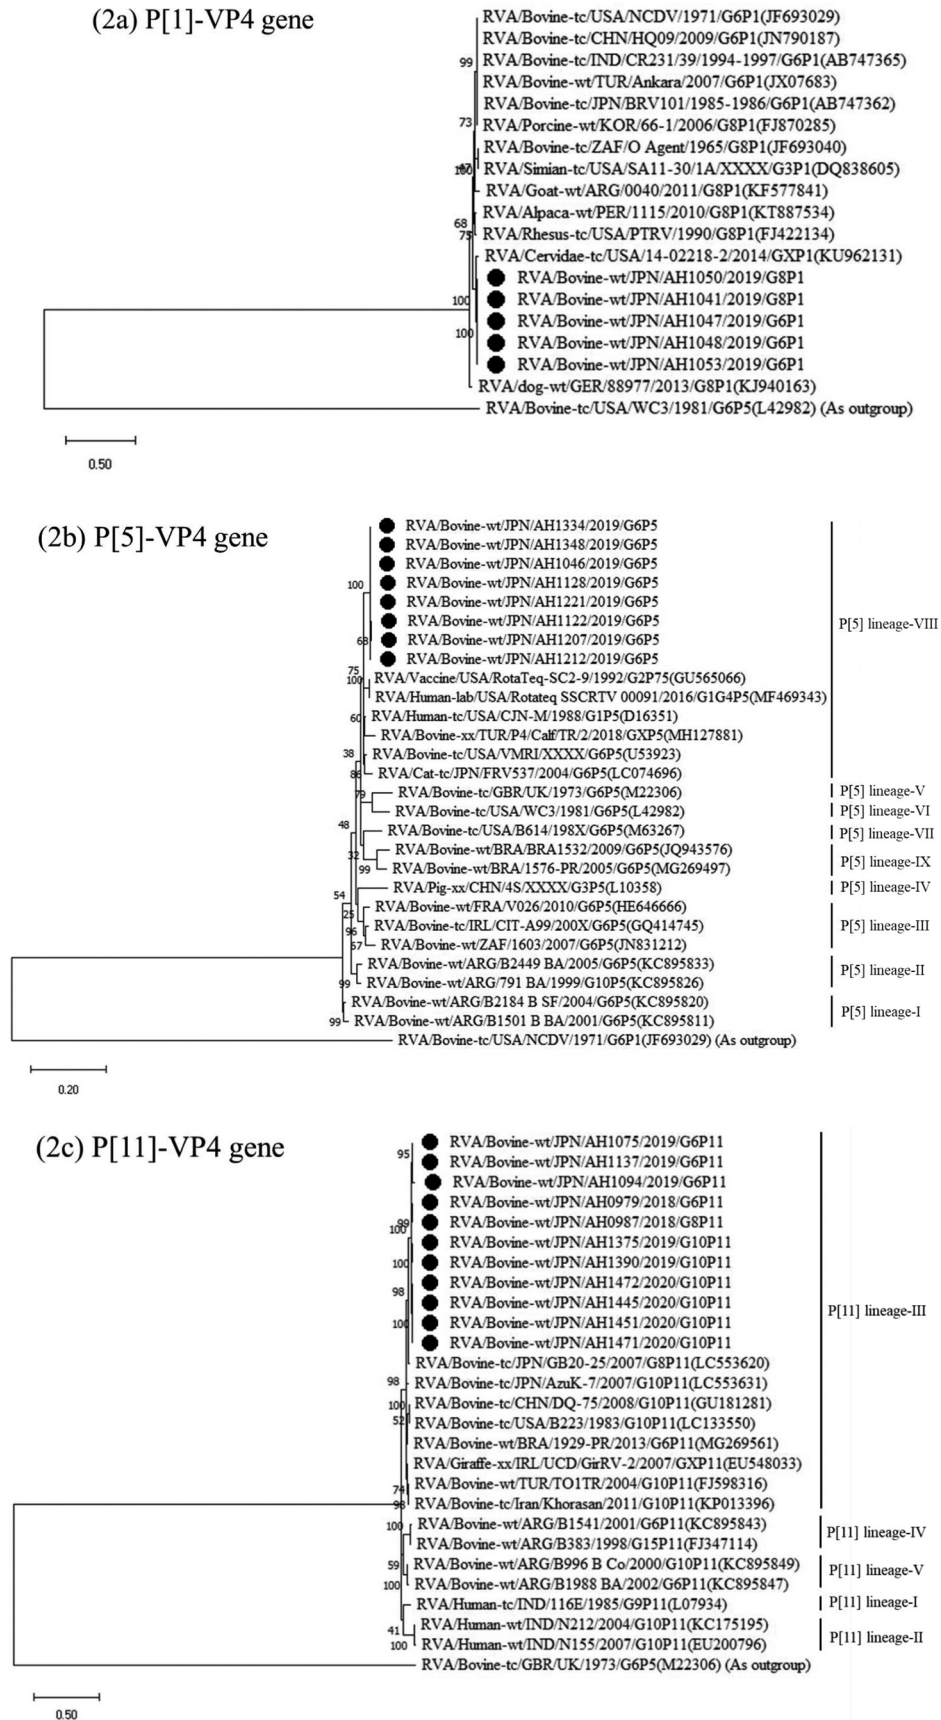 (2a) P[1]-VP4 gene
RVA/Bovine-tc/USA/NCDV/1971/G6P1(JF693029)
RVA/Bovine-tc/CHN/HQ09/2009/G6P1(JN790187)
99
RVA/Bovine-tc/IND/CR231/39/1994-1997/G6P1(AB747365)
RVA/Bovine-wt/TUR/Ankara/2007/G6P1(JX07683)
RVA/Bovine-tc/JPN/BRV101/1985-1986/G6P1(AB747362)
73
RVA/Porcine-wt/KOR/66-1/2006/G8P1(FJ870285)
RVA/Bovine-tc/ZAF/O Agent/1965/G8P1(JF693040)
100
RVA/Simian-tc/USA/SA11-30/1A/XXXX/G3P1(DQ838605)
RVA/Goat-wt/ARG/0040/2011/G8P1(KF577841)
RVA/Alpaca-wt/PER/1115/2010/G8P1(KT887534)
68
75
RVA/Rhesus-tc/USA/PTRV/1990/G8P1(FJ422134)
RVA/Cervidae-tc/USA/14-02218-2/2014/GXP1(KU962131)
RVA/Bovine-wt/JPN/AH1050/2019/G8P1
100
RVA/Bovine-wt/JPN/AH1041/2019/G8P1
RVA/Bovine-wt/JPN/AH1047/2019/G6P1
100
RVA/Bovine-wt/JPN/AH1048/2019/G6P1
RVA/Bovine-wt/JPN/AH1053/2019/G6P1
RVA/dog-wt/GER/88977/2013/G8P1(KJ940163)
RVA/Bovine-tc/USA/WC3/1981/G6P5(L42982) (As outgroup)
0.50
(2b) P[5]-VP4 gene
RVA/Bovine-wt/JPN/AH1334/2019/G6P5
RVA/Bovine-wt/JPN/AH1348/2019/G6P5
RVA/Bovine-wt/JPN/AH1046/2019/G6P5
100
RVA/Bovine-wt/JPN/AH1128/2019/G6P5
RVA/Bovine-wt/JPN/AH1221/2019/G6P5
RVA/Bovine-wt/JPN/AH1122/2019/G6P5
P[5] lineage-VIII
68
RVA/Bovine-wt/JPN/AH1207/2019/G6P5
RVA/Bovine-wt/JPN/AH1212/2019/G6P5
75
100
RVA/Vaccine/USA/RotaTeq-SC2-9/1992/G2P75(GU565066)
RVA/Human-lab/USA/Rotateq SSCRTV 00091/2016/G1G4P5(MF469343)
60
RVA/Human-tc/USA/CJN-M/1988/G1P5(D16351)
RVA/Bovine-xx/TUR/P4/Calf/TR/2/2018/GXP5(MH127881)
38
RVA/Bovine-tc/USA/VMRI/XXXX/G6P5(U53923)
86
RVA/Cat-tc/JPN/FRV537/2004/G6P5(LC074696)
79
RVA/Bovine-tc/GBR/UK/1973/G6P5(M22306)
P[5] lineage-V
RVA/Bovine-tc/USA/WC3/1981/G6P5(L42982)
P[5] lineage-VI
48
RVA/Bovine-tc/USA/B614/198X/G6P5(M63267)
P[5] lineage-VII
32
RVA/Bovine-wt/BRA/BRA1532/2009/G6P5(JQ943576)
P[5] lineage-IX
99
RVA/Bovine-wt/BRA/1576-PR/2005/G6P5(MG269497)
RVA/Pig-xx/CHN/4S/XXXX/G3P5(L10358)
P[5] lineage-IV
54
25
RVA/Bovine-wt/FRA/V026/2010/G6P5(HE646666)
96
RVA/Bovine-tc/IRL/CIT-A99/200X/G6P5(GQ414745)
P[5] lineage-III
57
RVA/Bovine-wt/ZAF/1603/2007/G6P5(JN831212)
RVA/Bovine-wt/ARG/B2449 BA/2005/G6P5(KC895833)
P[5] lineage-II
99
RVA/Bovine-wt/ARG/791 BA/1999/G10P5(KC895826)
RVA/Bovine-wt/ARG/B2184 B SF/2004/G6P5(KC895820)
P[5] lineage-I
99
RVA/Bovine-wt/ARG/B1501 B BA/2001/G6P5(KC895811)
RVA/Bovine-tc/USA/NCDV/1971/G6P1(JF693029) (As outgroup)
0.20
(2c) P[11]-VP4 gene
RVA/Bovine-wt/JPN/AH1075/2019/G6P11
95
RVA/Bovine-wt/JPN/AH1137/2019/G6P11
RVA/Bovine-wt/JPN/AH1094/2019/G6P11
RVA/Bovine-wt/JPN/AH0979/2018/G6P11
99
100
RVA/Bovine-wt/JPN/AH0987/2018/G8P11
RVA/Bovine-wt/JPN/AH1375/2019/G10P11
100
RVA/Bovine-wt/JPN/AH1390/2019/G10P11
RVA/Bovine-wt/JPN/AH1472/2020/G10P11
98
RVA/Bovine-wt/JPN/AH1445/2020/G10P11
P[11] lineage-III
100
RVA/Bovine-wt/JPN/AH1451/2020/G10P11
RVA/Bovine-wt/JPN/AH1471/2020/G10P11
RVA/Bovine-tc/JPN/GB20-25/2007/G8P11(LC553620)
98
RVA/Bovine-tc/JPN/AzuK-7/2007/G10P11(LC553631)
100
RVA/Bovine-tc/CHN/DQ-75/2008/G10P11(GU181281)
52
RVA/Bovine-tc/USA/B223/1983/G10P11(LC133550)
RVA/Bovine-wt/BRA/1929-PR/2013/G6P11(MG269561)
RVA/Giraffe-xx/IRL/UCD/GirRV-2/2007/GXP11(EU548033)
74
RVA/Bovine-wt/TUR/TO1TR/2004/G10P11(FJ598316)
98
RVA/Bovine-tc/Iran/Khorasan/2011/G10P11(KP013396)
100
RVA/Bovine-wt/ARG/B1541/2001/G6P11(KC895843)
P[11] lineage-IV
RVA/Bovine-wt/ARG/B383/1998/G15P11(FJ347114)
59
RVA/Bovine-wt/ARG/B996 B Co/2000/G10P11(KC895849)
P[11] lineage-V
100
RVA/Bovine-wt/ARG/B1988 BA/2002/G6P11(KC895847)
RVA/Human-tc/IND/116E/1985/G9P11(L07934)
P[11] lineage-I
41
RVA/Human-wt/IND/N212/2004/G10P11(KC175195)
P[11] lineage-II
100
RVA/Human-wt/IND/N155/2007/G10P11(EU200796)
RVA/Bovine-tc/GBR/UK/1973/G6P5(M22306) (As outgroup)
0.50